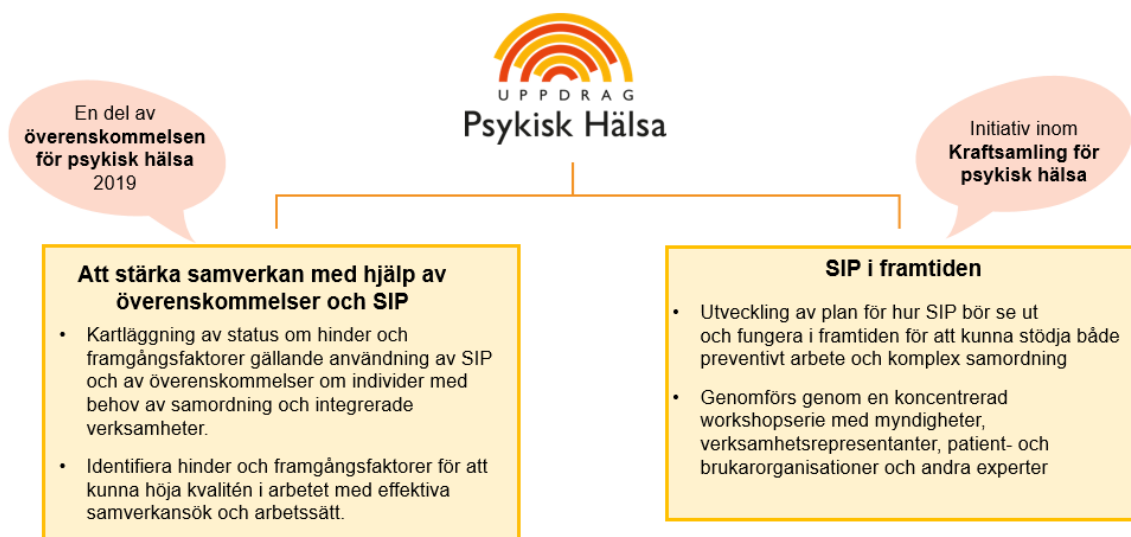 UPPDRAG
Psykisk Hälsa
En del av
överenskommelsen
för psykisk hälsa
2019
Initiativ inom
Kraftsamling för
psykisk hälsa
Att stärka samverkan med hjälp av
överenskommelser och SIP
• Kartläggning av status om hinder och
framgångsfaktorer gällande användning av SIP
och av överenskommelser om individer med
behov av samordning och integrerade
verksamheter.
• Identifiera hinder och framgångsfaktorer för att
kunna höja kvalitén i arbetet med effektiva
samverkansök och arbetssätt.
SIP i framtiden
• Utveckling av plan för hur SIP bör se ut
och fungera i framtiden för att kunna stödja både
preventivt arbete och komplex samordning
• Genomförs genom en koncentrerad
workshopserie med myndigheter,
verksamhetsrepresentanter, patient- och
brukarorganisationer och andra experter